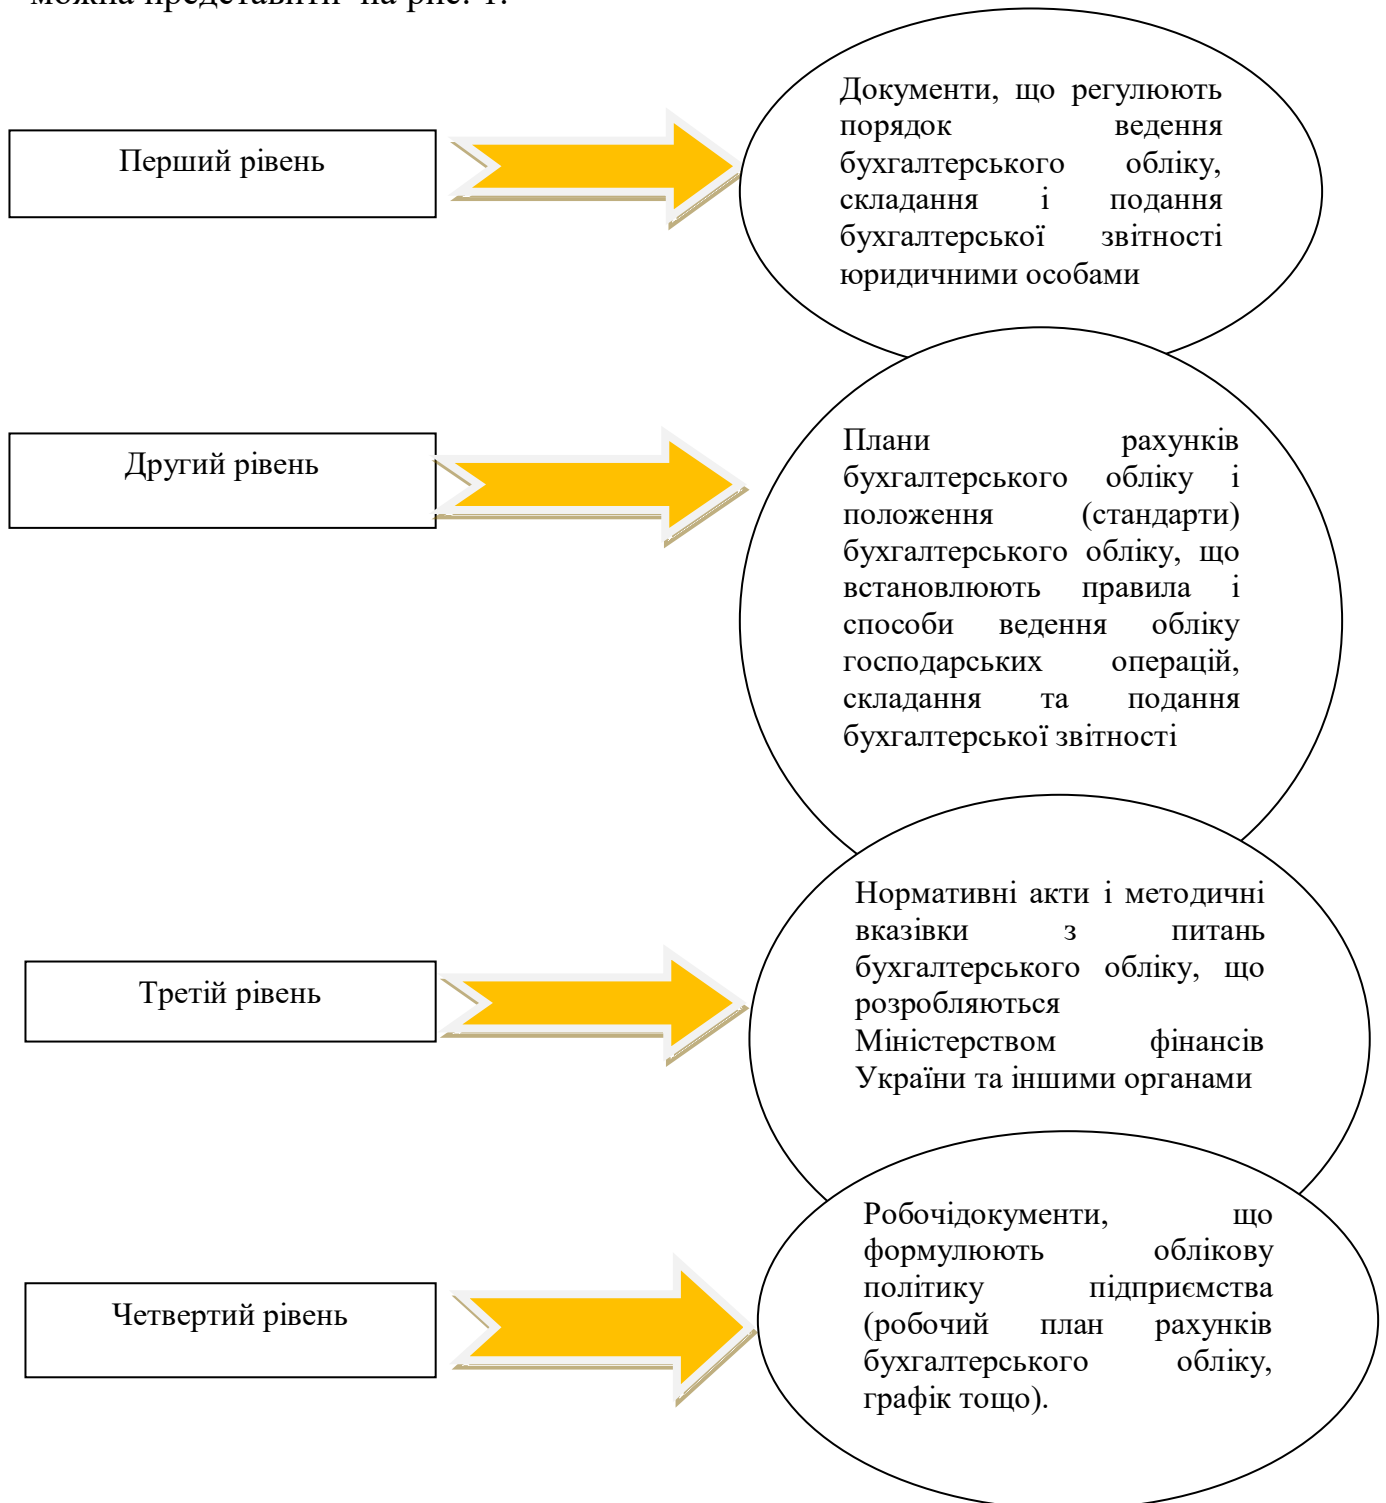 можна представити на рис. 1.
Перший рівень
Документи, що регулюють
порядок ведення
бухгалтерського обліку,
складання і подання
бухгалтерської звітності
юридичними особами
Другий рівень
Плани рахунків
бухгалтерського обліку і
положення (стандарти)
бухгалтерського обліку, що
встановлюють правила і
способи ведення обліку
господарських операцій,
складання та подання
бухгалтерської звітності
Третій рівень
Нормативні акти і методичні
вказівки з питань
бухгалтерського обліку, що
розробляються
Міністерством фінансів
України та іншими органами
Четвертий рівень
Робочідокументи, що
формулюють облікову
політику підприємства
(робочий план рахунків
бухгалтерського обліку,
графік тощо).